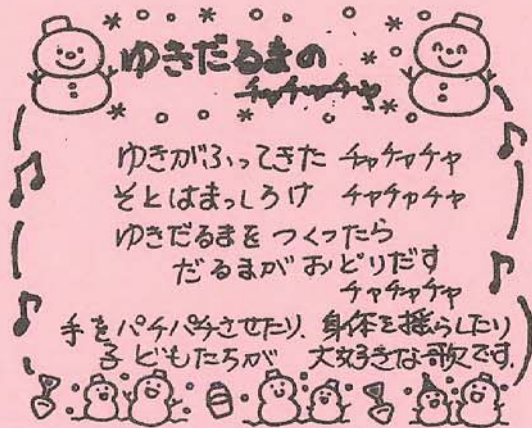 ゆきだるまの
チャチャチャ
ゆきがふってきた チャチャチャ
そとはまっしろけ チャチャチャ
ゆきだるまを つくったら
だるまが おどりだす
チャチャチャ
手をパチパチさせたり、身体を揺らしたり
子どもたちが 大好きな歌です。